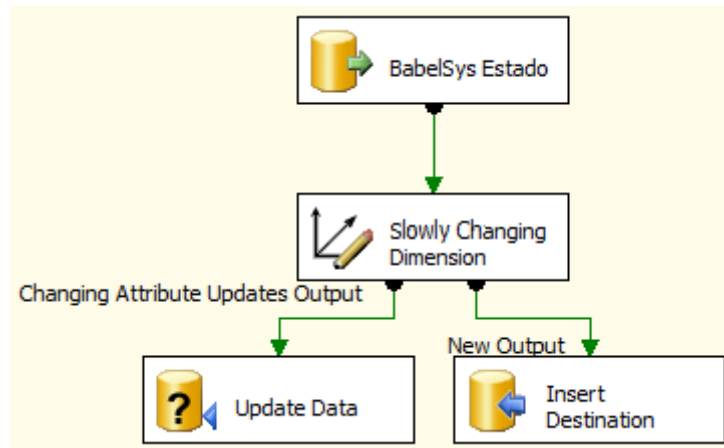 BabelSys Estado
Slowly Changing
Dimension
Changing Attribute Updates Output
New Output
Update Data
Insert
Destination